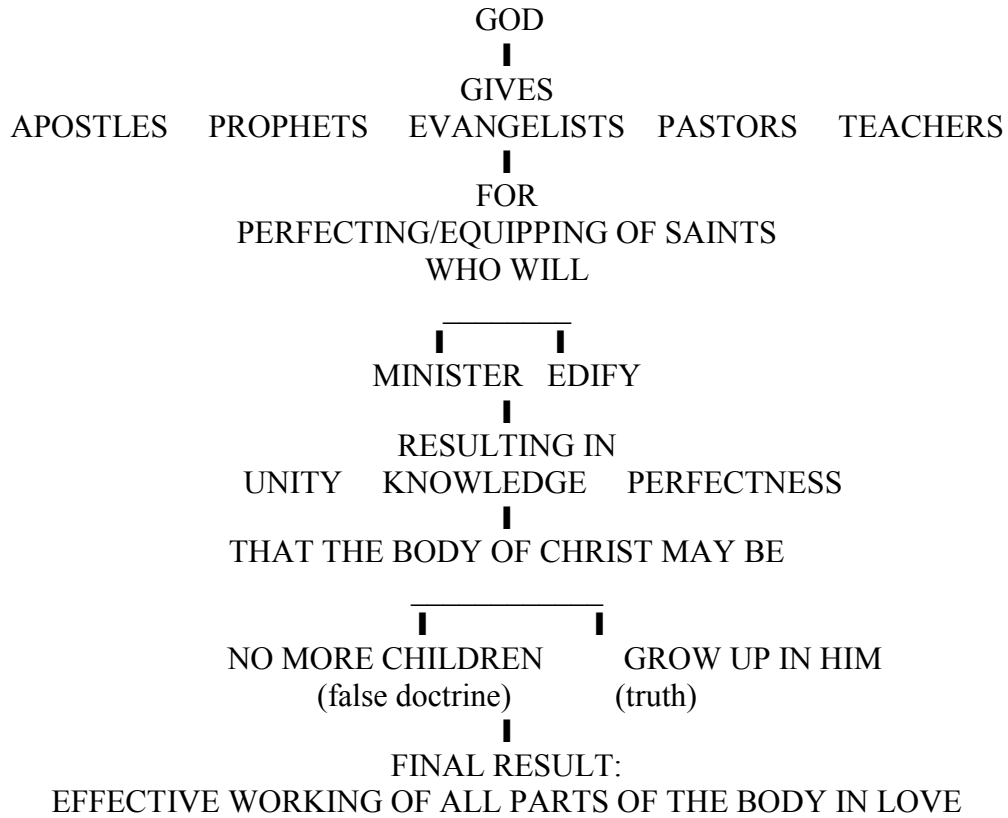 GOD
GIVES
APOSTLES PROPHETS EVANGELISTS PASTORS TEACHERS
FOR
PERFECTING/EQUIPPING OF SAINTS
WHO WILL
MINISTER EDIFY
RESULTING IN
UNITY KNOWLEDGE PERFECTNESS
THAT THE BODY OF CHRIST MAY BE
NO MORE CHILDREN GROW UP IN HIM
(false doctrine) (truth)
FINAL RESULT:
EFFECTIVE WORKING OF ALL PARTS OF THE BODY IN LOVE